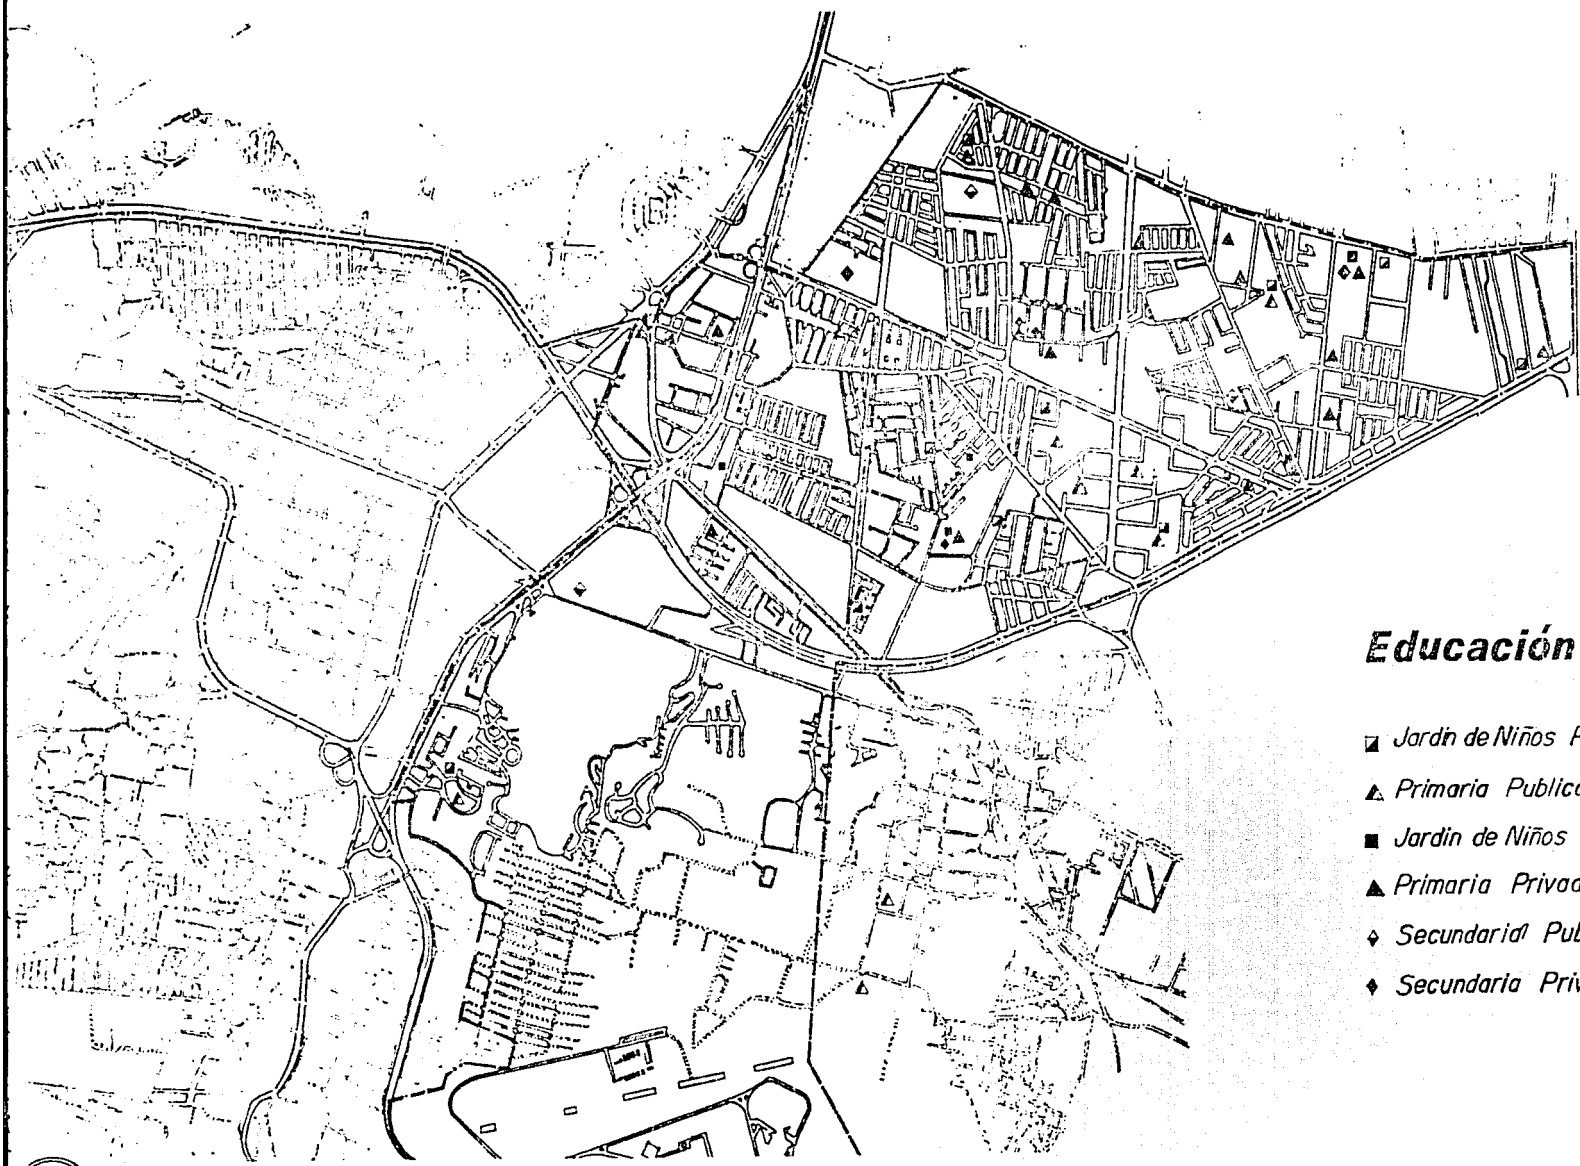 Educación
Jardin de Niños P
Primaria Publica
Jardin de Niños
Primaria Privad
Secundaria Pub
Secundaria Priv